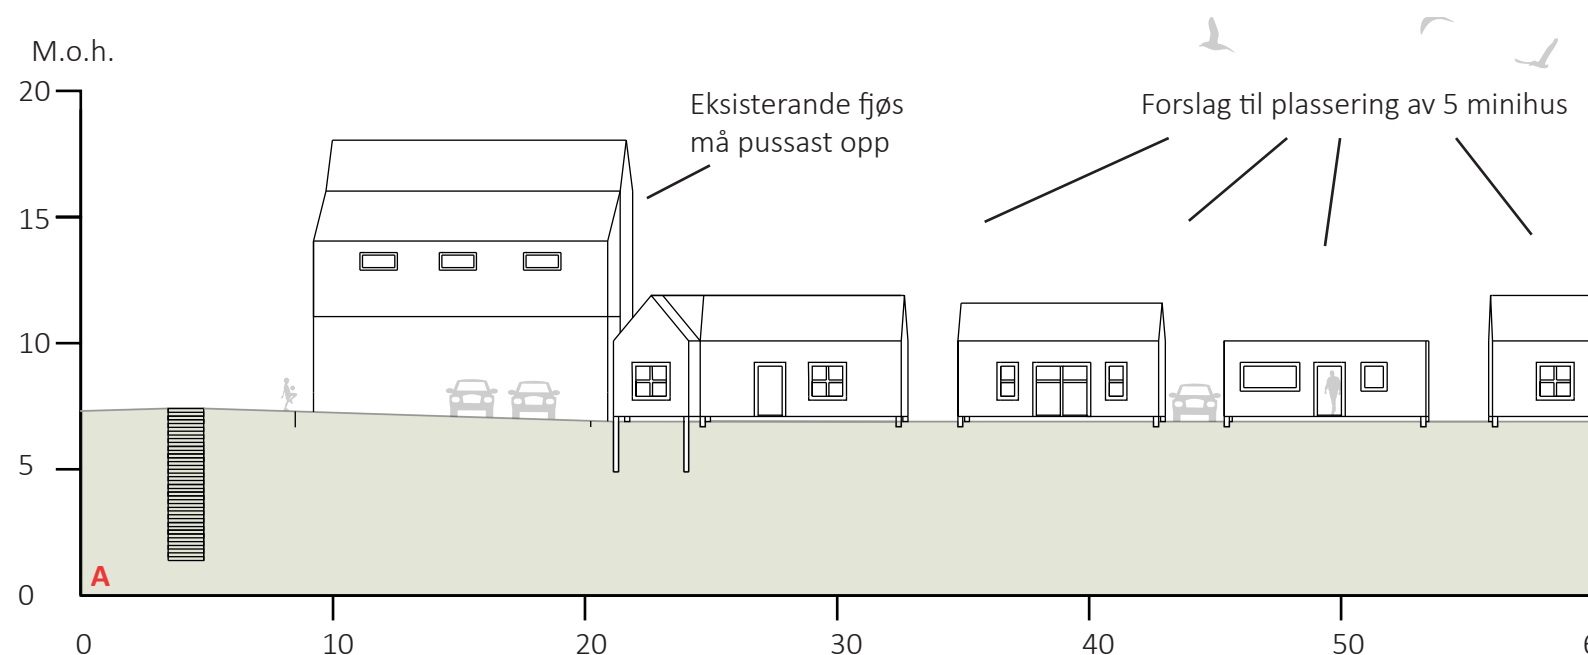 M.o.h.
20
Eksisterande fjøs
må pussast opp
Forslag til plassering av 5 minihus
15
10
5
A
0
0 10 20 30 40 50